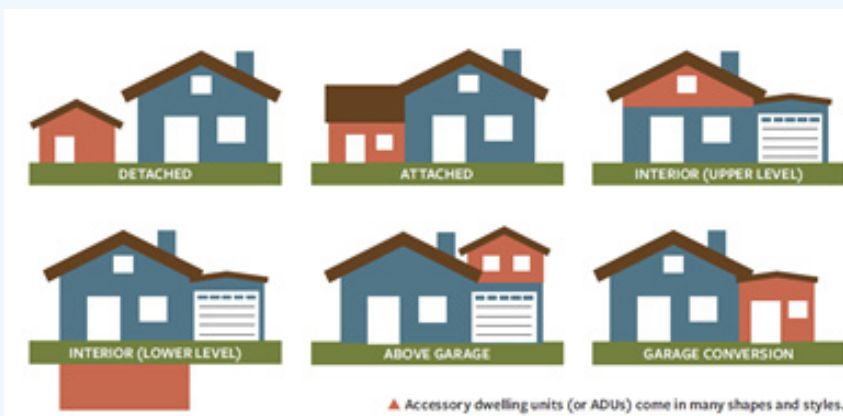 DETACHED
ATTACHED
INTERIOR (UPPER LEVEL)
INTERIOR (LOWER LEVEL)
ABOVE GARAGE
GARAGE CONVERSION
▲ Accessory dwelling units (or ADUs) come in many shapes and styles.